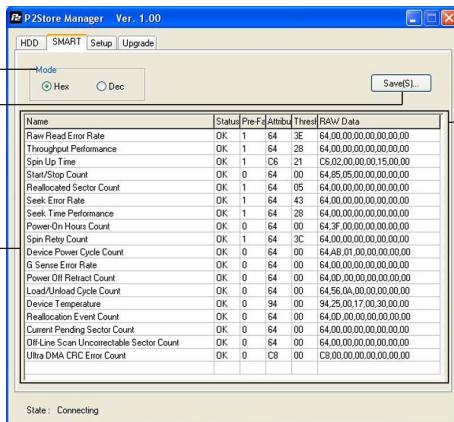 P2Store Manager Ver. 1.00
HDD SMART Setup Upgrade
Mode
Hex Dec
Save(S)...
Name Status Pre-Fa Attribu Thresh RAW Data
Raw Read Error Rate OK 1 64 3E 64,00,00,00,00,00,00,00
Throughput Performance OK 1 64 28 64,00,00,00,00,00,00,00
Spin Up Time OK 1 C6 21 C6,02,00,00,00,15,00,00
Start/Stop Count OK 0 64 00 64,85,05,00,00,00,00,00
Reallocated Sector Count OK 1 64 05 64,00,00,00,00,00,00,00
Seek Error Rate OK 1 64 43 64,00,00,00,00,00,00,00
Seek Time Performance OK 1 64 28 64,00,00,00,00,00,00,00
Power-On Hours Count OK 0 64 00 64,3F,00,00,00,00,00,00
Spin Retry Count OK 1 64 3C 64,00,00,00,00,00,00,00
Device Power Cycle Count OK 0 64 00 64,AB,01,00,00,00,00,00
G Sense Error Rate OK 0 64 00 64,00,00,00,00,00,00,00
Power Off Retract Count OK 0 64 00 64,0D,00,00,00,00,00,00
Load/Unload Cycle Count OK 0 64 00 64,56,0A,00,00,00,00,00
Device Temperature OK 0 94 00 94,25,00,17,00,30,00,00
Reallocation Event Count OK 0 64 00 64,0D,00,00,00,00,00,00
Current Pending Sector Count OK 0 64 00 64,00,00,00,00,00,00,00
Off-Line Scan Uncorrectable Sector Count OK 0 64 00 64,00,00,00,00,00,00,00
Ultra DMA CRC Error Count OK 0 C8 00 C8,00,00,00,00,00,00,00
State : Connecting